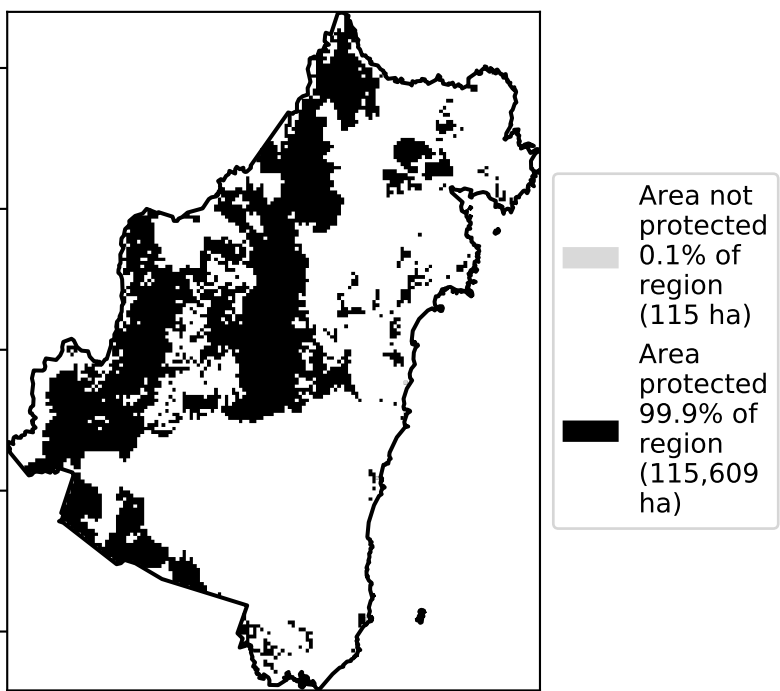 Area not
protected
0.1% of
region
(115 ha)
Area
protected
99.9% of
region
(115,609
ha)